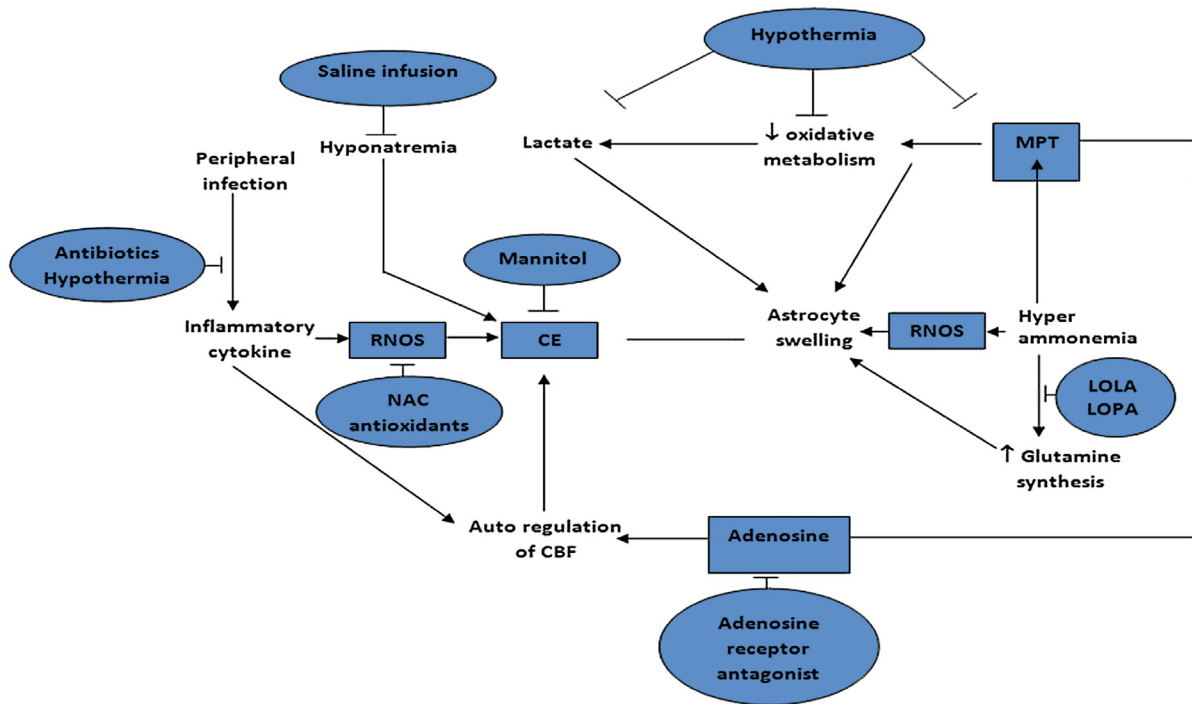 Hypothermia
Saline infusion
Hyponatremia
Lactate
↓ oxidative
metabolism
MPT
Peripheral
infection
Antibiotics
Hypothermia
Mannitol
Inflammatory
cytokine
RNOS
CE
Astrocyte
swelling
RNOS
Hyper
ammonemia
NAC
antioxidants
LOLA
LOPA
↑ Glutamine
synthesis
Auto regulation
of CBF
Adenosine
Adenosine
receptor
antagonist